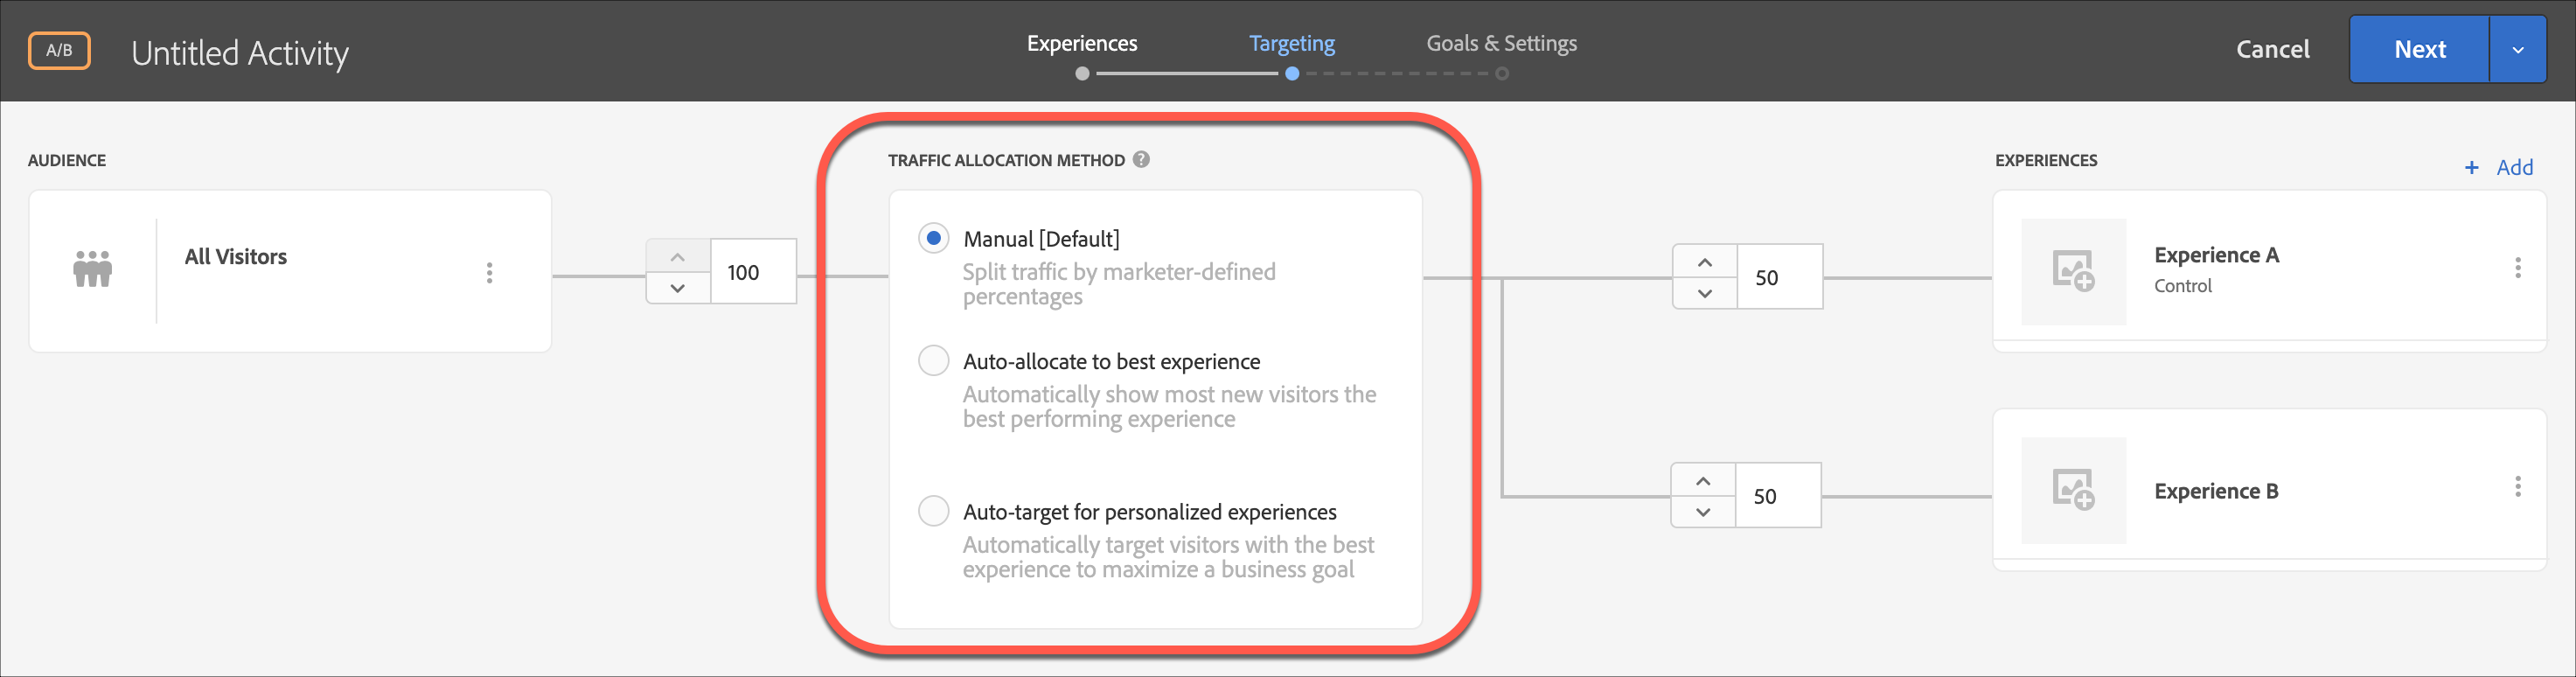 A/B
Untitled Activity
Experiences
Targeting
Goals & Settings
Cancel
Next
AUDIENCE
All Visitors
100
TRAFFIC ALLOCATION METHOD ?
Manual [Default]
Split traffic by marketer-defined
percentages
Auto-allocate to best experience
Automatically show most new visitors the
best performing experience
Auto-target for personalized experiences
Automatically target visitors with the best
experience to maximize a business goal
50
50
EXPERIENCES
+ Add
Experience A
Control
Experience B